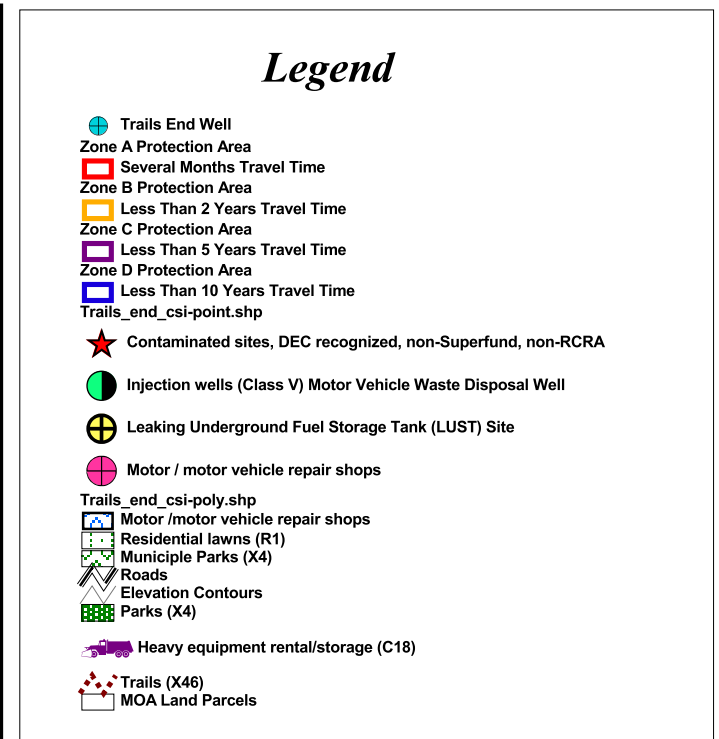 Legend
Trails End Well
Zone A Protection Area
Several Months Travel Time
Zone B Protection Area
Less Than 2 Years Travel Time
Zone C Protection Area
Less Than 5 Years Travel Time
Zone D Protection Area
Less Than 10 Years Travel Time
Trails_end_csi-point.shp
Contaminated sites, DEC recognized, non-Superfund, non-RCRA
Injection wells (Class V) Motor Vehicle Waste Disposal Well
Leaking Underground Fuel Storage Tank (LUST) Site
Motor / motor vehicle repair shops
Trails_end_csi-poly.shp
Motor /motor vehicle repair shops
Residential lawns (R1)
Municiple Parks (X4)
Roads
Elevation Contours
Parks (X4)
Heavy equipment rental/storage (C18)
Trails (X46)
MOA Land Parcels